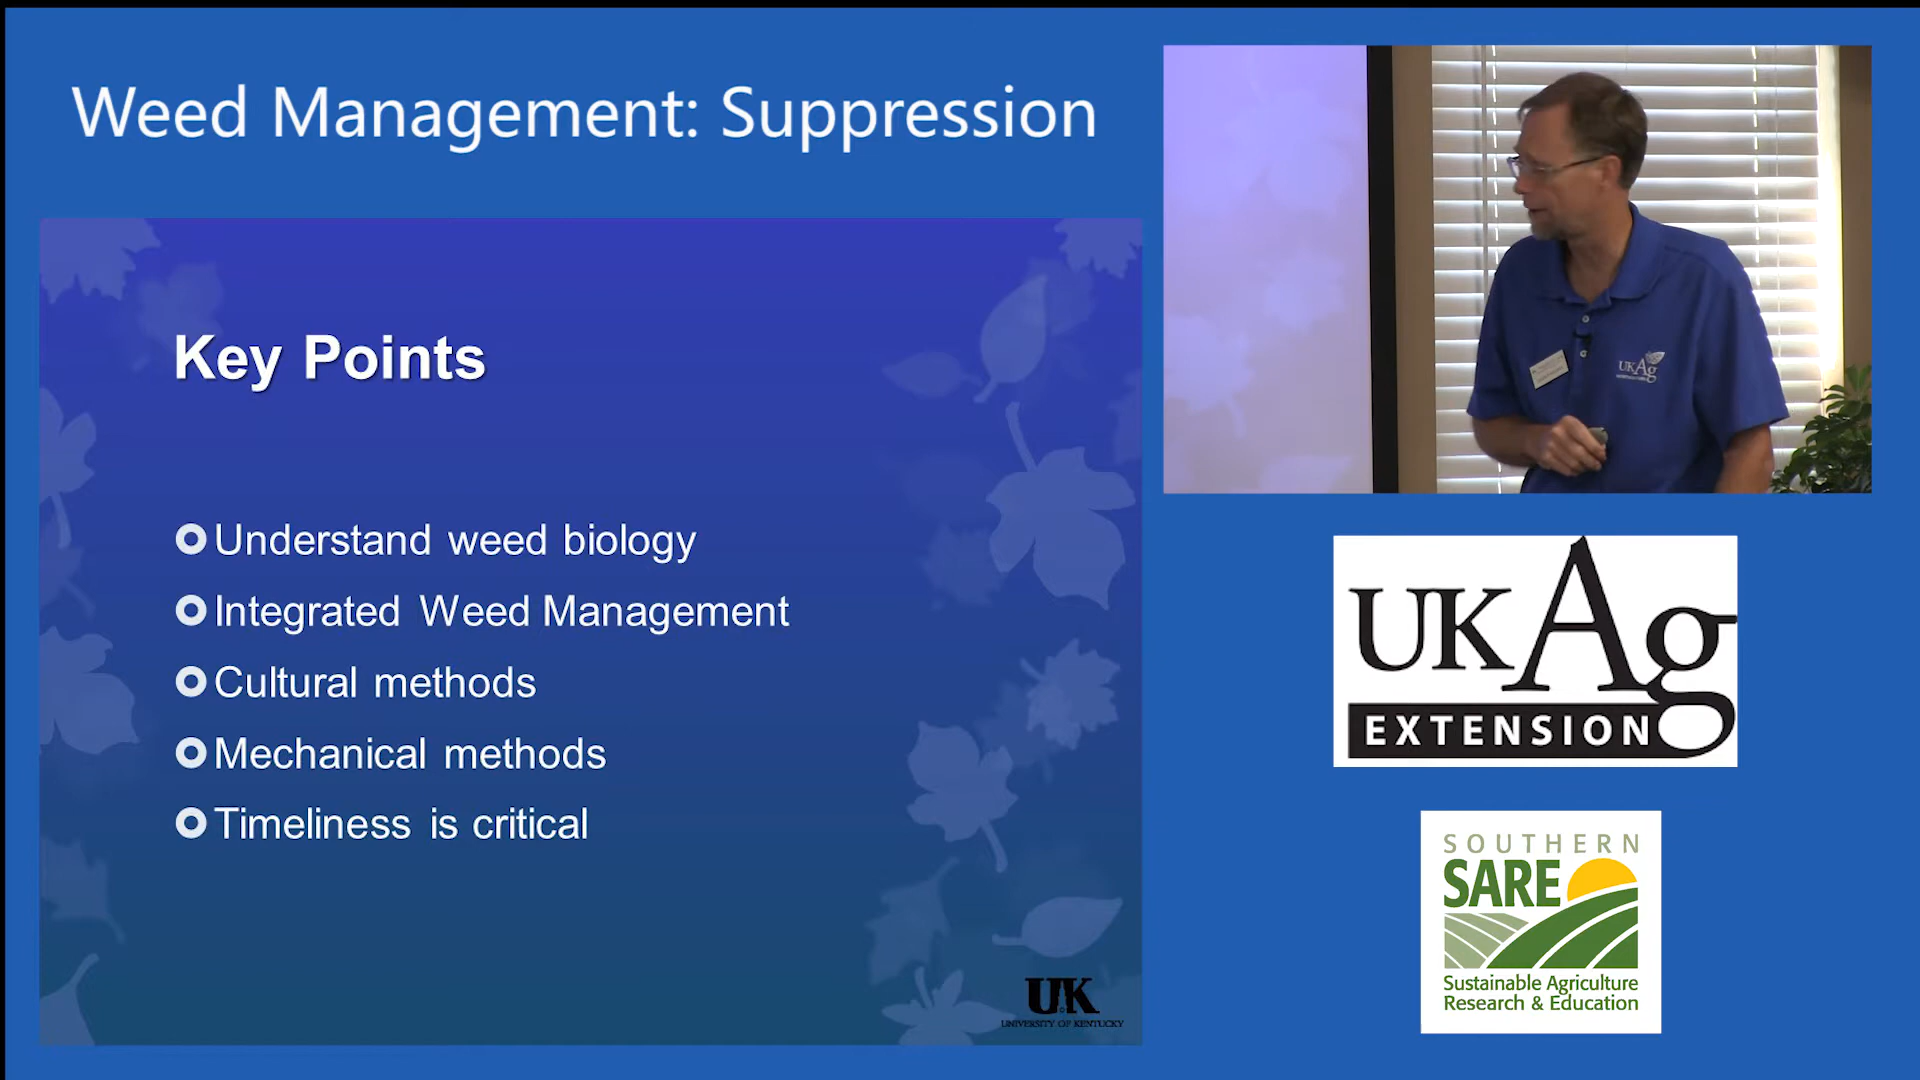 Weed Management: Suppression
Key Points
Understand weed biology
Integrated Weed Management
Cultural methods
Mechanical methods
Timeliness is critical
UK
UNIVERSITY OF KENTUCKY
UKAg
UKAg
EXTENSION
SOUTHERN
SARE
Sustainable Agriculture
Research & Education